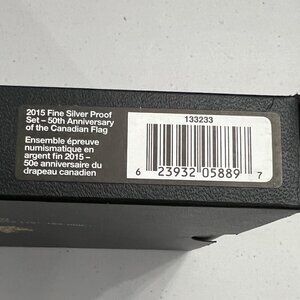 2015 Fine Silver Proof
Set – 50th Anniversary
of the Canadian Flag
Ensemble épreuve
numismatique en
argent fin 2015 –
50e anniversaire du
drapeau canadien
133233
6 23932 05889 7